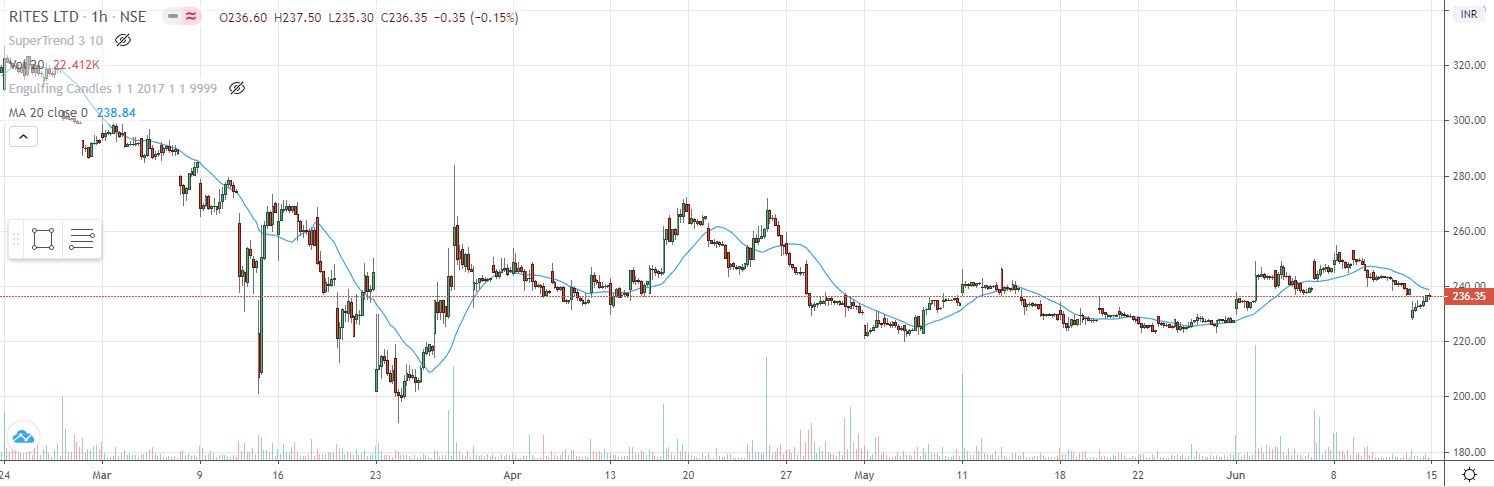 RITES LTD · 1h · NSE O236.60 H237.50 L235.30 C236.35 −0.35 (−0.15%)
INR
SuperTrend 3 10
Vol 20 22.412K
Engulfing Candles 1 1 2017 1 1 9999
MA 20 close 0 238.84
320.00
300.00
280.00
260.00
240.00
236.35
220.00
200.00
180.00
24 Mar 9 16 23 Apr 13 20 27 May 11 18 22 Jun 8 15